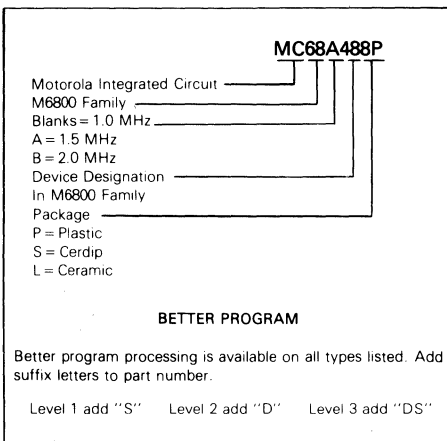 MC68A488P
Motorola Integrated Circuit
M6800 Family
Blanks = 1.0 MHz
A = 1.5 MHz
B = 2.0 MHz
Device Designation
In M6800 Family
Package
P = Plastic
S = Cerdip
L = Ceramic
BETTER PROGRAM
Better program processing is available on all types listed. Add
suffix letters to part number.
Level 1 add "S" Level 2 add "D" Level 3 add "DS"